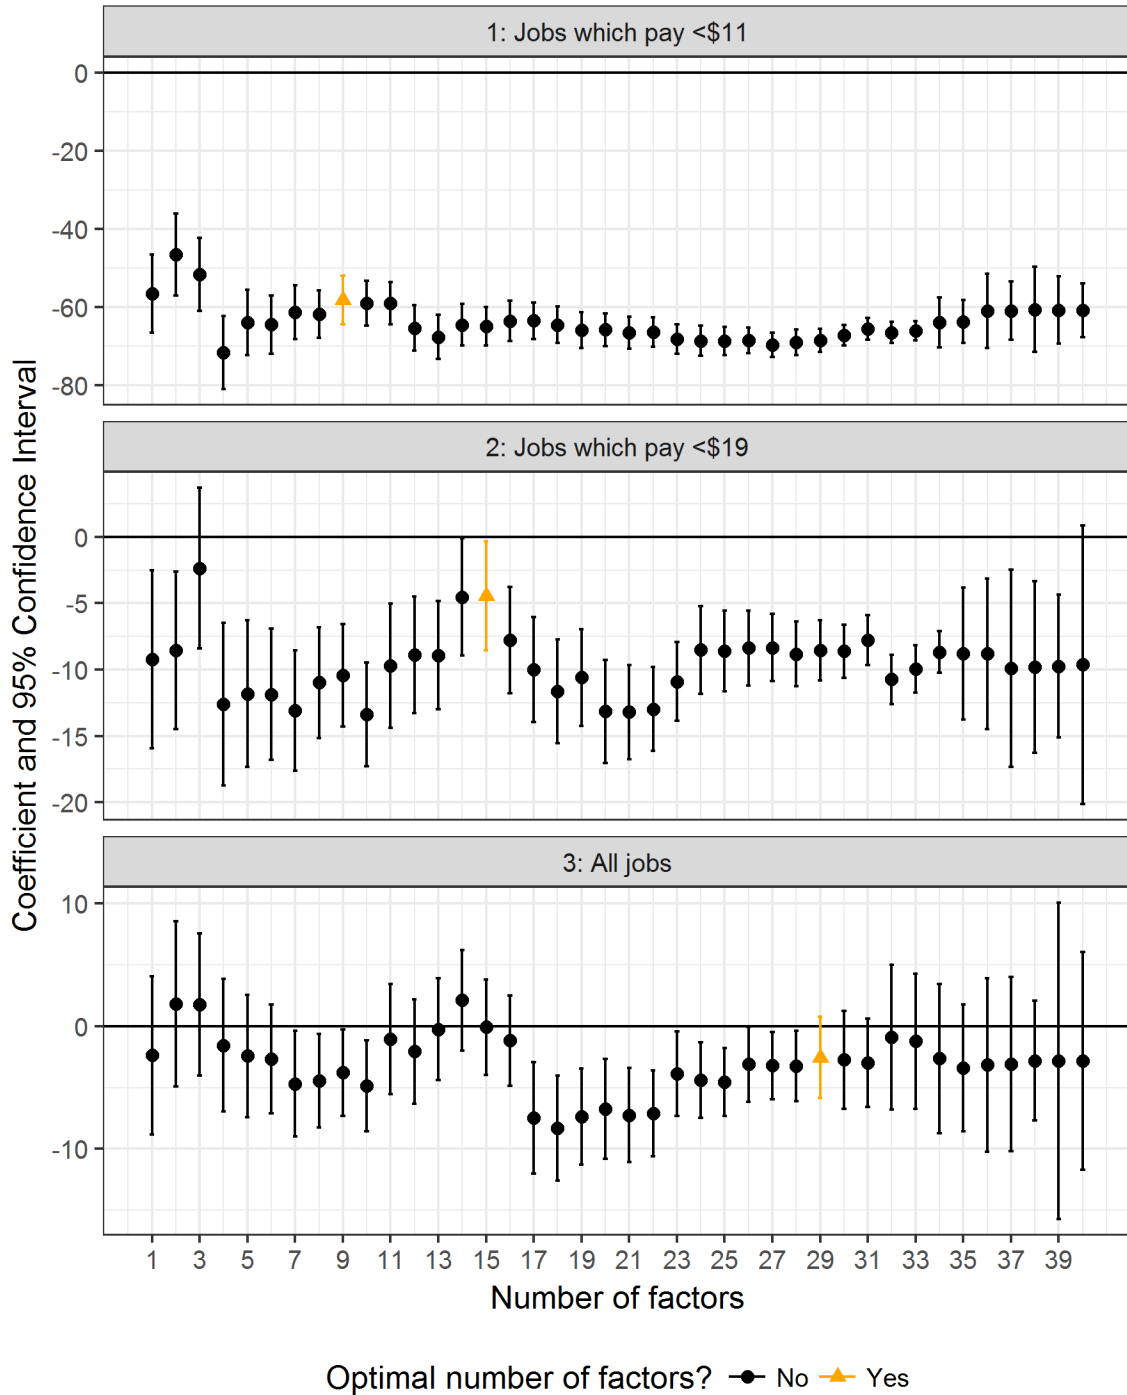 1: Jobs which pay <$11
0
-20
-40
-60
-80
2: Jobs which pay <$19
0
-5
-10
-15
-20
3: All jobs
10
0
-10
1 3 5 7 9 11 13 15 17 19 21 23 25 27 29 31 33 35 37 39
Number of factors
Coefficient and 95% Confidence Interval
Optimal number of factors? No Yes